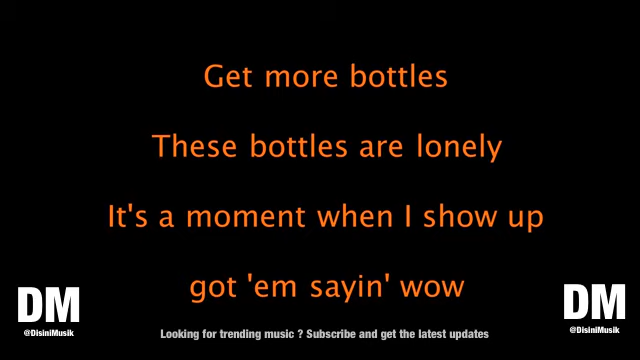 Get more bottles
These bottles are lonely
It's a moment when I show up
got 'em sayin' wow
DM
@DisiniMusik
DM
@DisiniMusik
Looking for trending music ? Subscribe and get the latest updates